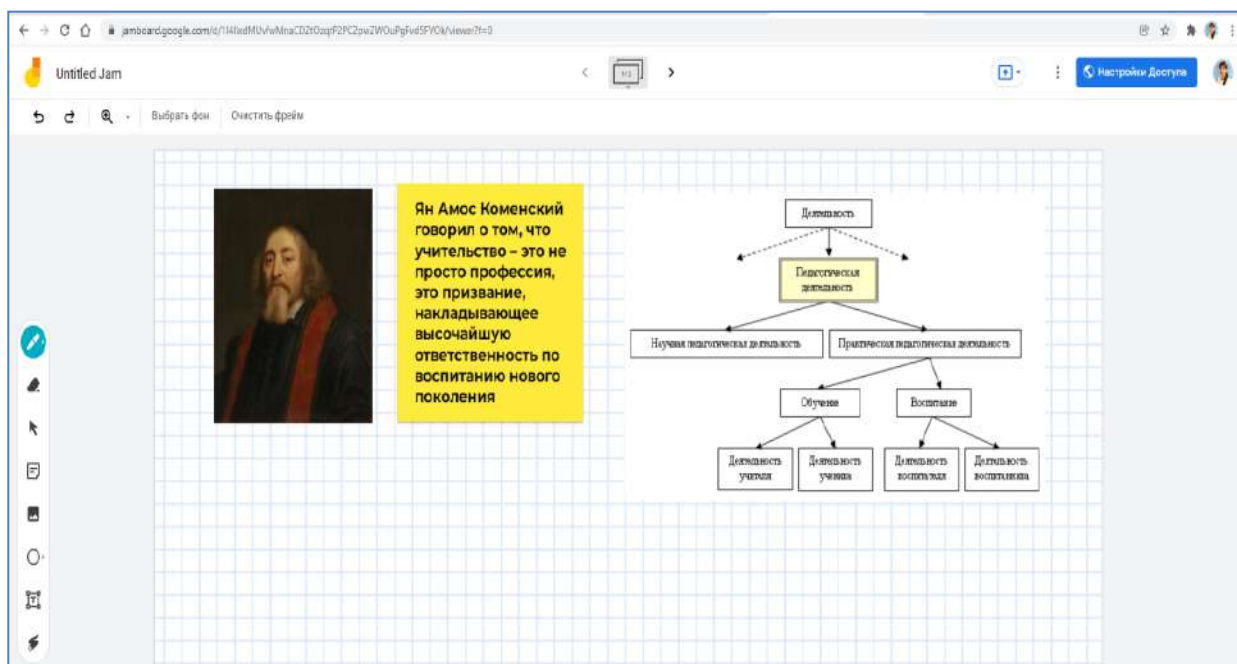 Untitled Jam
Настройки Доступа
Выбрать фон
Очистить фрейм
Ян Амос Коменский
говорил о том, что
учительство – это не
просто профессия,
это призвание,
накладывающее
высочайшую
ответственность по
воспитанию нового
поколения
Деятельность
Педагогическая
деятельность
Научная педагогическая деятельность
Практическая педагогическая деятельность
Обучение
Воспитание
Деятельность
учителя
Деятельность
ученика
Деятельность
воспитателя
Деятельность
воспитанника